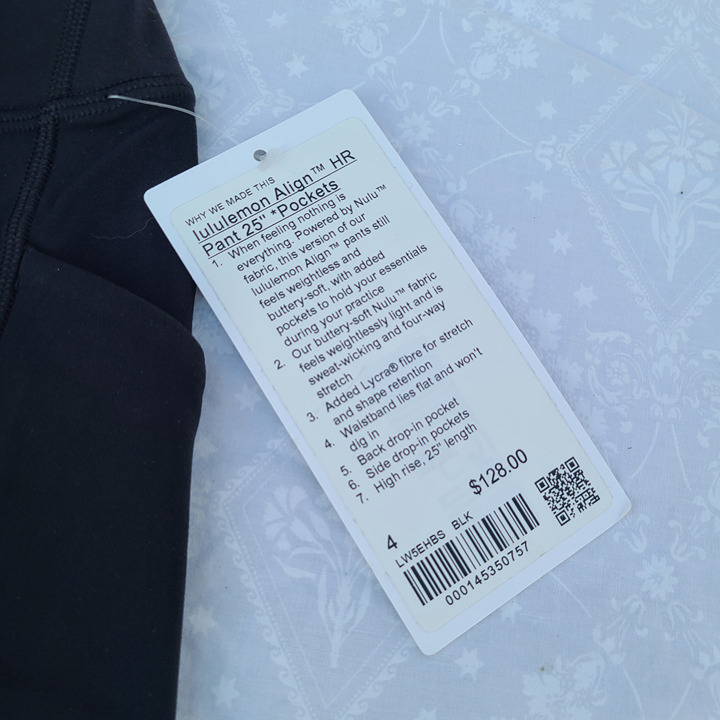 WHY WE MADE THIS
lululemon Align™ HR
Pant 25" *Pockets
1. When feeling nothing is
everything. Powered by Nulu™
fabric, this version of our
lululemon Align™ pants still
feels weightless and
buttery-soft, with added
pockets to hold your essentials
during your practice
2. Our buttery-soft Nulu™ fabric
feels weightlessly light and is
sweat-wicking and four-way
stretch
3. Added Lycra® fibre for stretch
and shape retention
4. Waistband lies flat and won't
dig in
5. Back drop-in pocket
6. Side drop-in pockets
7. High rise, 25" length
$128.00
4
LW5EHBS BLK
000145350757